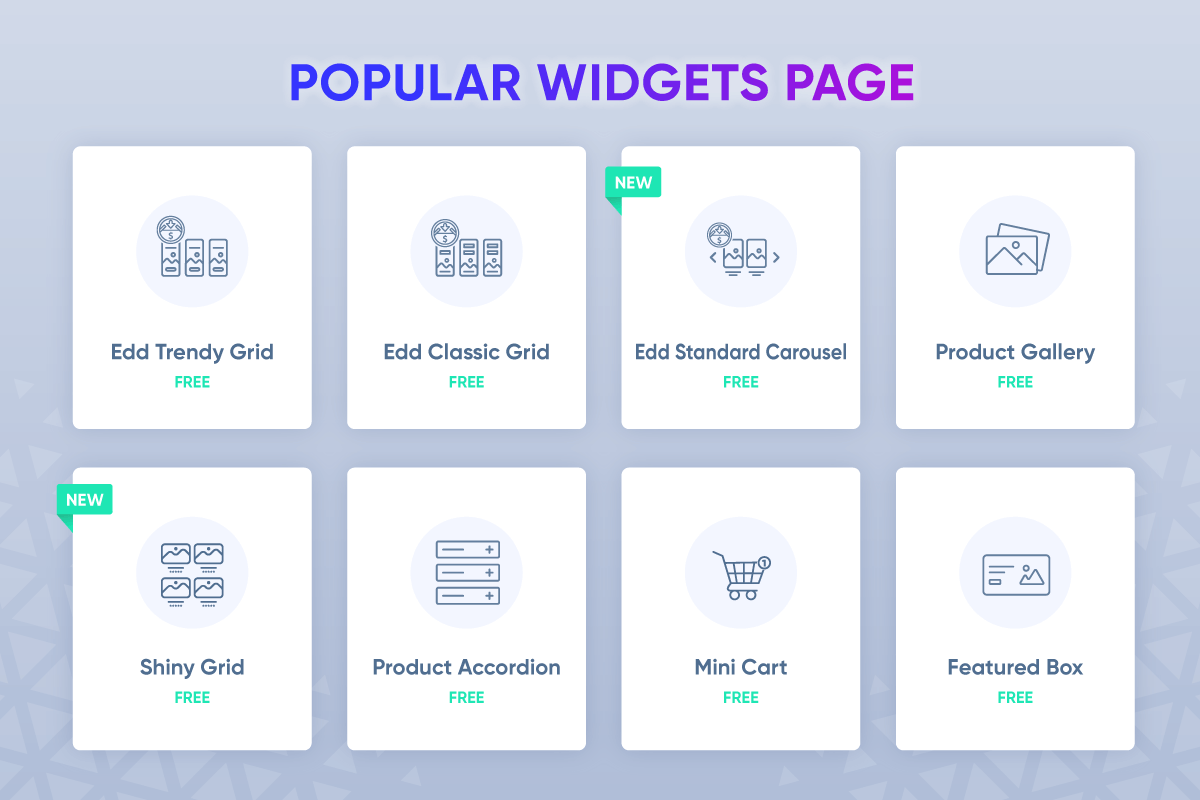 POPULAR WIDGETS PAGE
$
Edd Trendy Grid
FREE
$
Edd Classic Grid
FREE
NEW
$
Edd Standard Carousel
FREE
Product Gallery
FREE
NEW
Shiny Grid
FREE
Product Accordion
FREE
1
Mini Cart
FREE
Featured Box
FREE